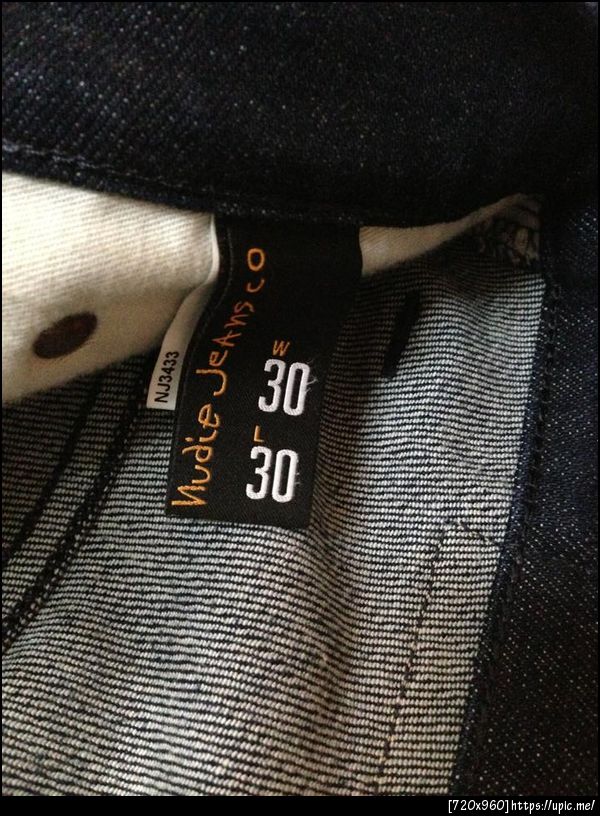 Nudie Jeans co
W
30
L
30
NJ3433
[720x960]https://upic.me/